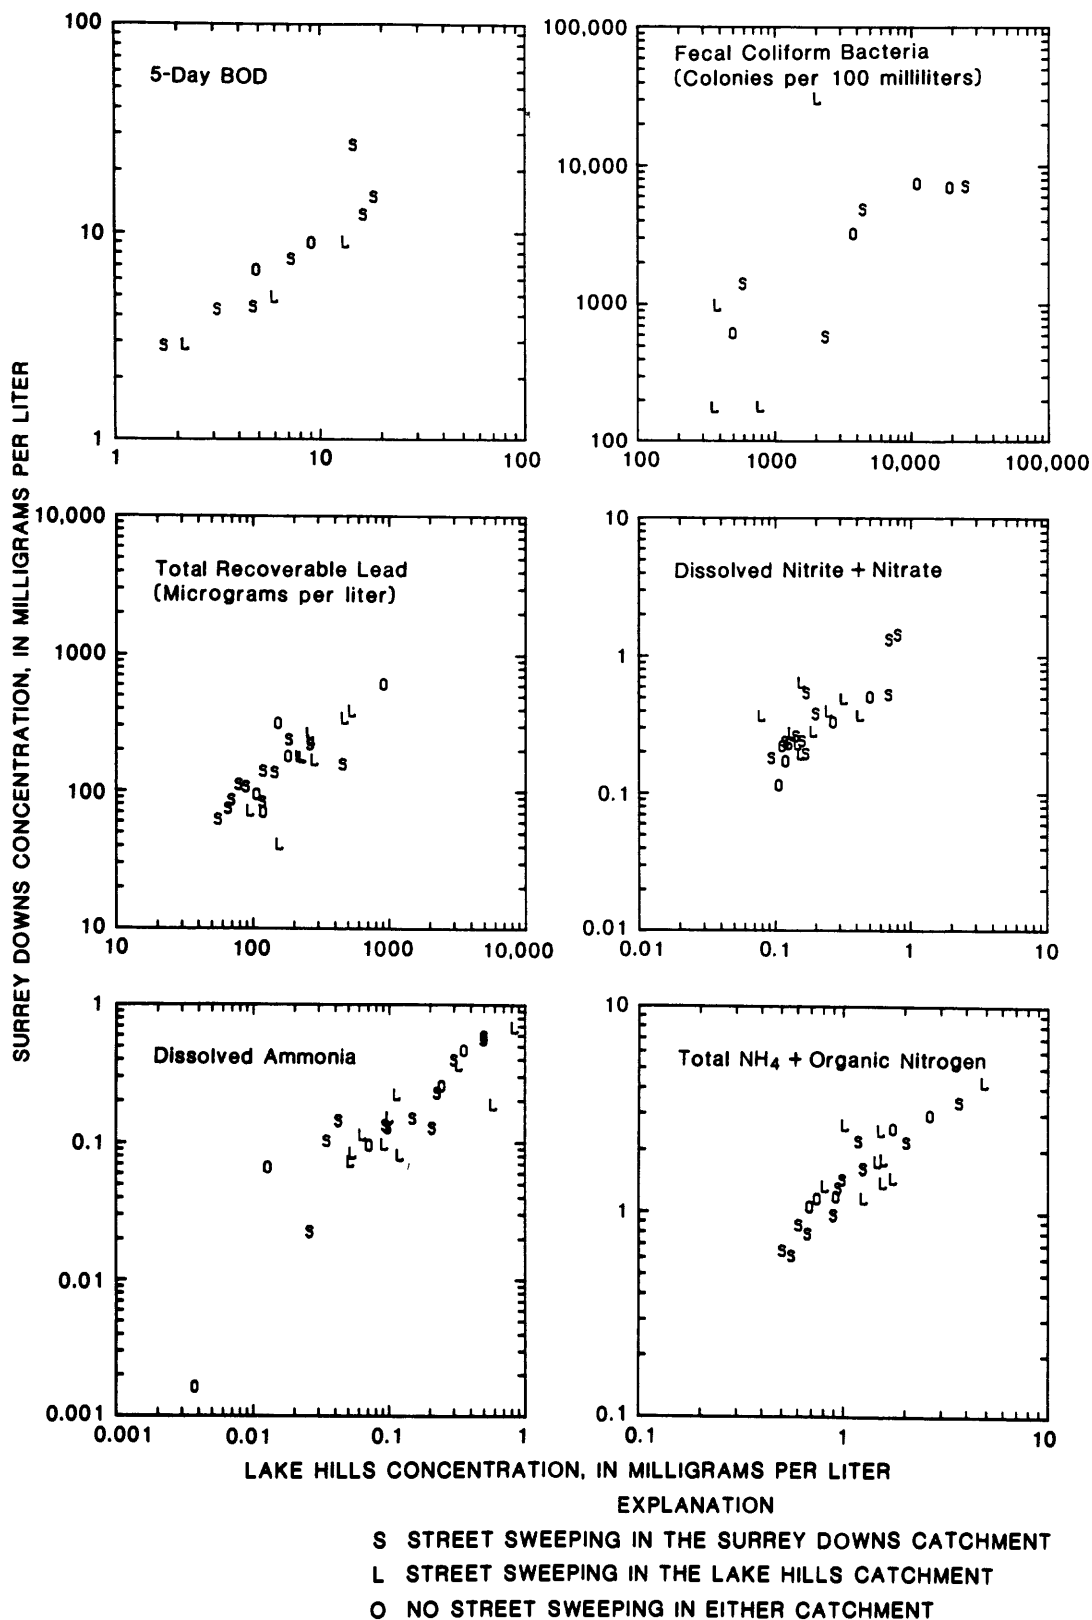 SURREY DOWNS CONCENTRATION, IN MILLIGRAMS PER LITER
100
10
1
1
10
100
5-Day BOD
S
S
S
L
O
S
O
L
S
S
S
L
100,000
10,000
1000
100
100
1000
10,000
100,000
Fecal Coliform Bacteria
(Colonies per 100 milliliters)
L
O
O
S
S
O
S
L
O
S
L
L
10,000
1000
100
10
10
100
1000
10,000
Total Recoverable Lead
(Micrograms per liter)
10
1
0.1
0.01
0.01
0.1
1
10
Dissolved Nitrite + Nitrate
1
0.1
0.01
0.001
0.001
0.01
0.1
1
Dissolved Ammonia
10
1
0.1
0.1
1
10
Total NH₄ + Organic Nitrogen
LAKE HILLS CONCENTRATION, IN MILLIGRAMS PER LITER
EXPLANATION
S STREET SWEEPING IN THE SURREY DOWNS CATCHMENT
L STREET SWEEPING IN THE LAKE HILLS CATCHMENT
O NO STREET SWEEPING IN EITHER CATCHMENT